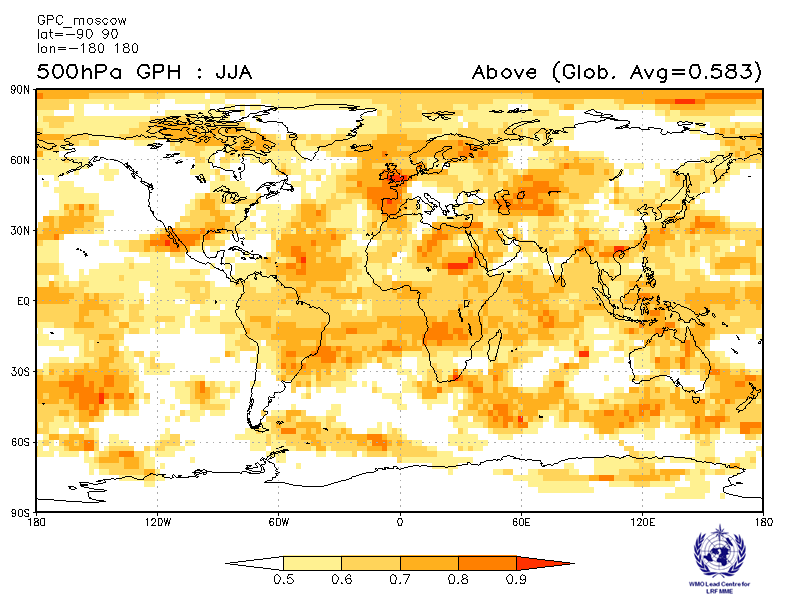 GPC_moscow
lat=-90 90
lon=-180 180
500hPa GPH : JJA
Above (Glob. Avg=0.583)
90N
60N
30N
EQ
30S
60S
90S
180 120W 60W 0 60E 120E 180
0.5 0.6 0.7 0.8 0.9
WMO Lead Centre for
LRF MME